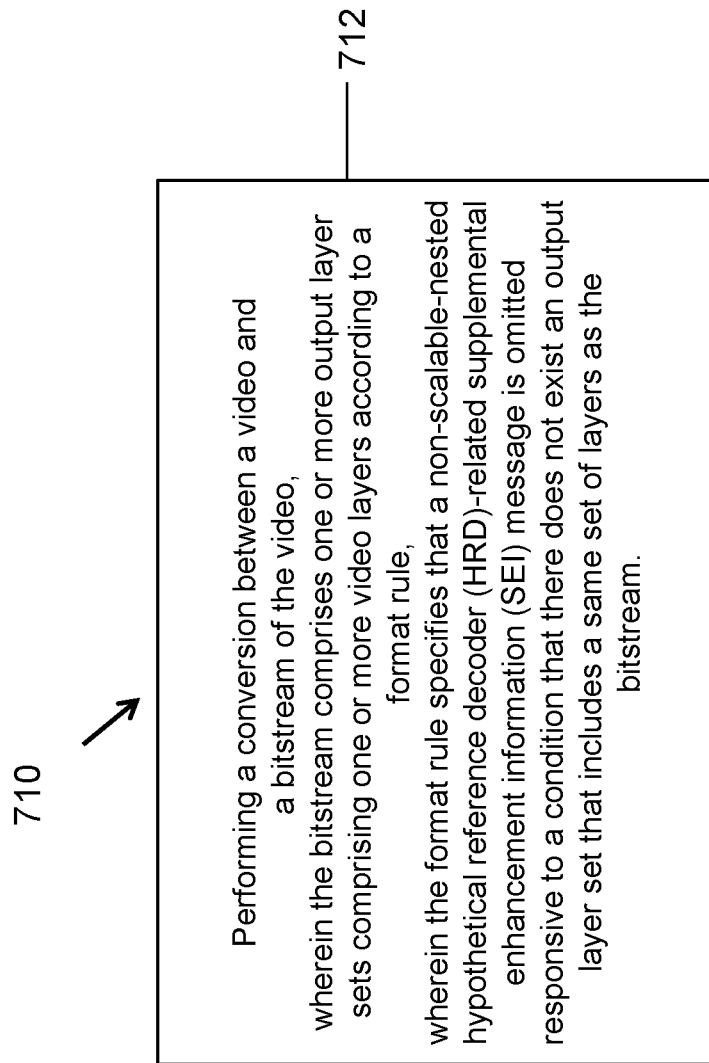 710
712
Performing a conversion between a video and
a bitstream of the video,
wherein the bitstream comprises one or more output layer
sets comprising one or more video layers according to a
format rule,
wherein the format rule specifies that a non-scalable-nested
hypothetical reference decoder (HRD)-related supplemental
enhancement information (SEI) message is omitted
responsive to a condition that there does not exist an output
layer set that includes a same set of layers as the
bitstream.